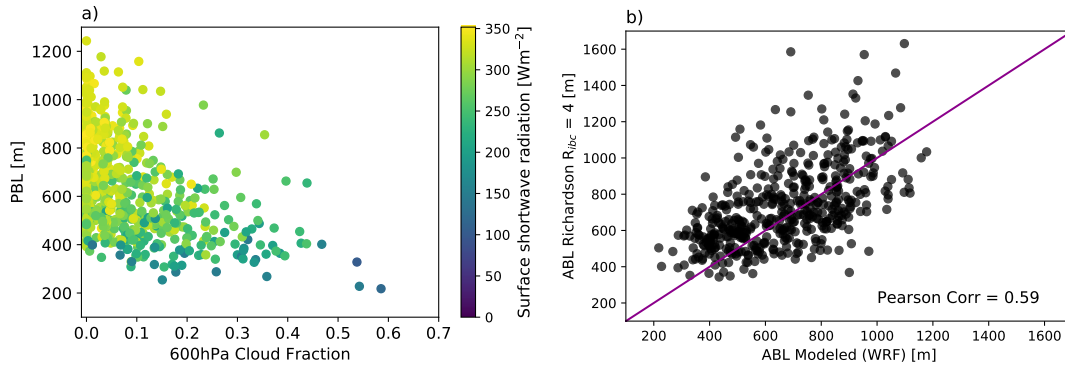 a)
1200
1000
800
600
400
200
PBL [m]
0.0 0.1 0.2 0.3 0.4 0.5 0.6 0.7
600hPa Cloud Fraction
350
300
250
200
150
100
50
0
Surface shortwave radiation [Wm⁻²]
b)
1600
1400
1200
1000
800
600
400
200
ABL Richardson R_ibc = 4 [m]
Pearson Corr = 0.59
200 400 600 800 1000 1200 1400 1600
ABL Modeled (WRF) [m]